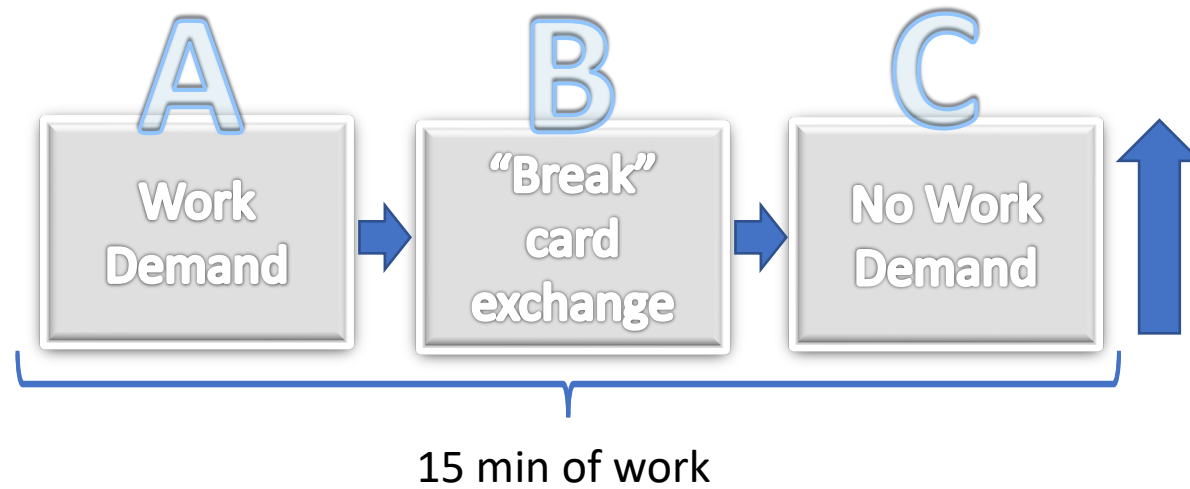 A
B
C
Work
Demand
“Break”
card
exchange
No Work
Demand
15 min of work